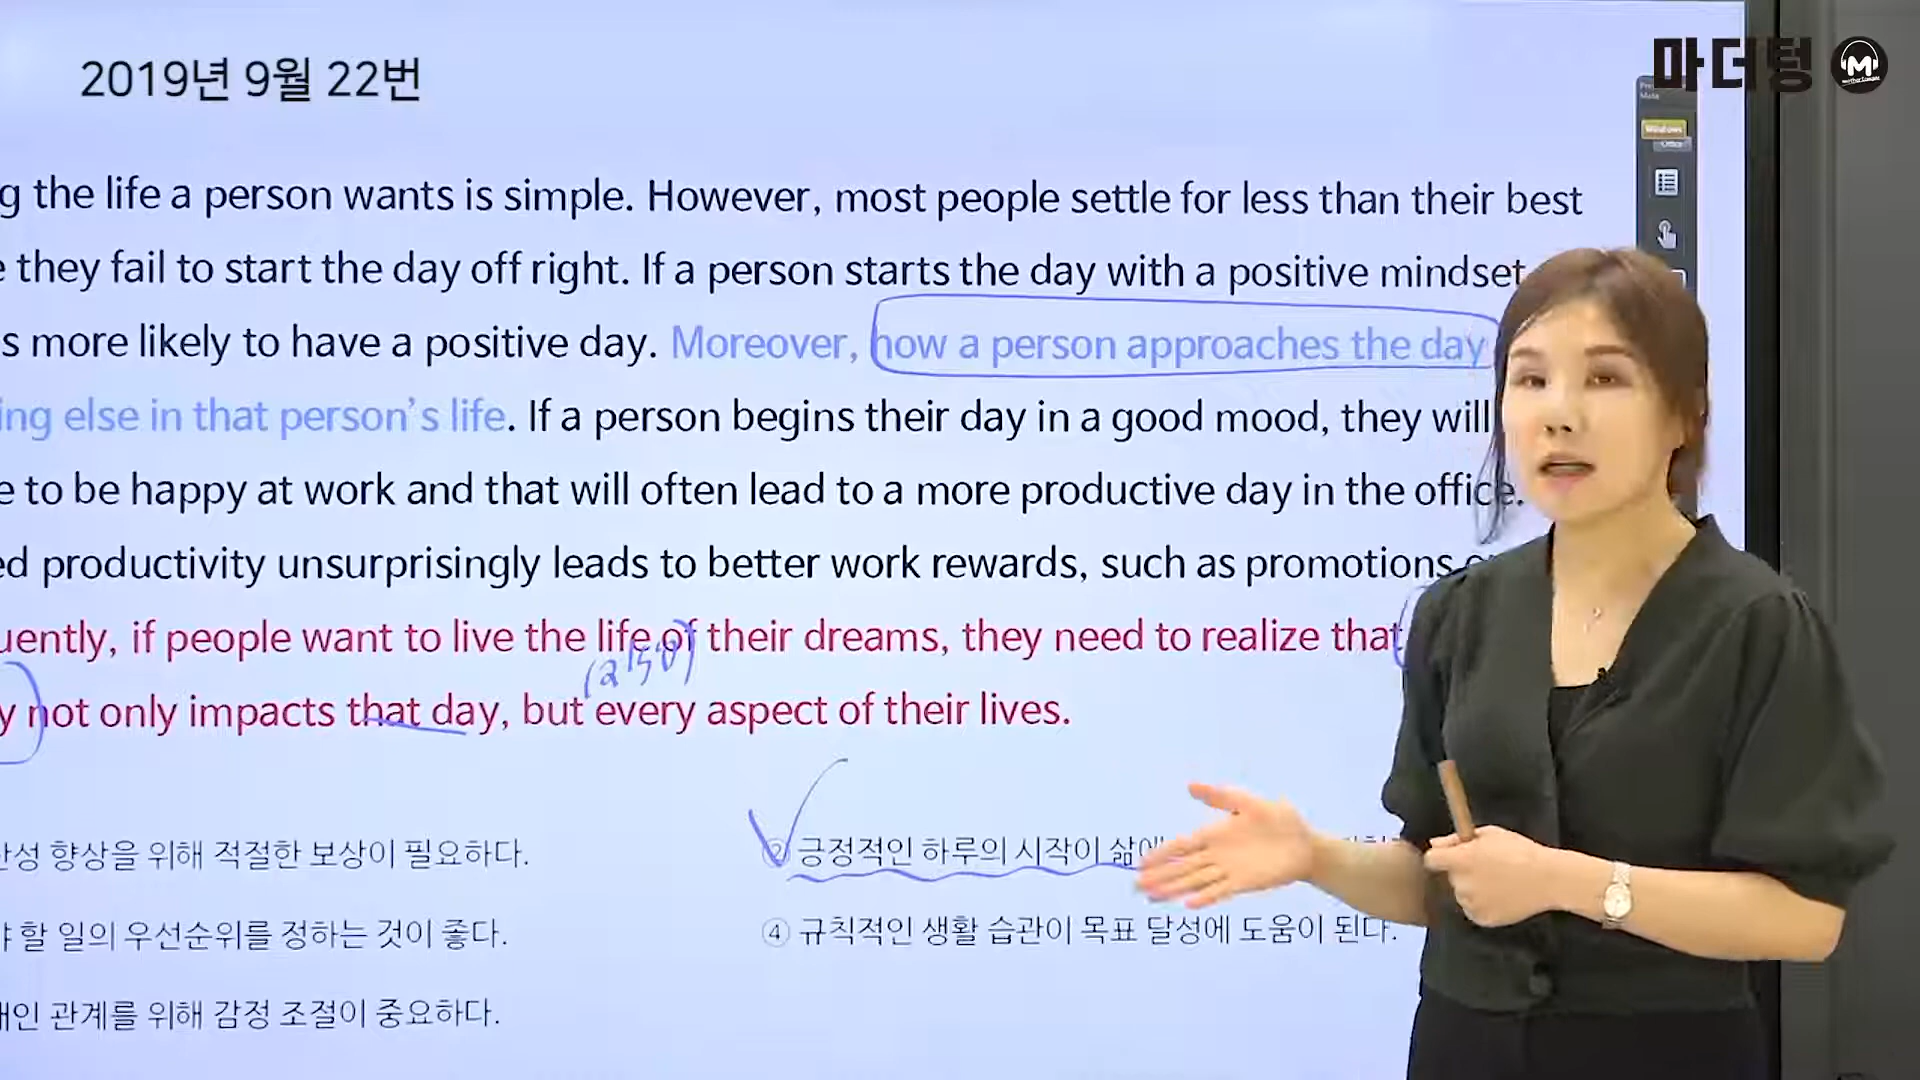 마더텅
2019년 9월 22번
the life a person wants is simple. However, most people settle for less than their best
they fail to start the day off right. If a person starts the day with a positive mindset
more likely to have a positive day. Moreover, how a person approaches the day
else in that person's life. If a person begins their day in a good mood, they will
to be happy at work and that will often lead to a more productive day in the office.
productivity unsurprisingly leads to better work rewards, such as promotions
if people want to live the life of their dreams, they need to realize that
not only impacts that day, but every aspect of their lives.
향상을 위해 적절한 보상이 필요하다.
② 긍정적인 하루의 시작이 삶에
할 일의 우선순위를 정하는 것이 좋다.
④ 규칙적인 생활 습관이 목표 달성에 도움이 된다.
관계를 위해 감정 조절이 중요하다.